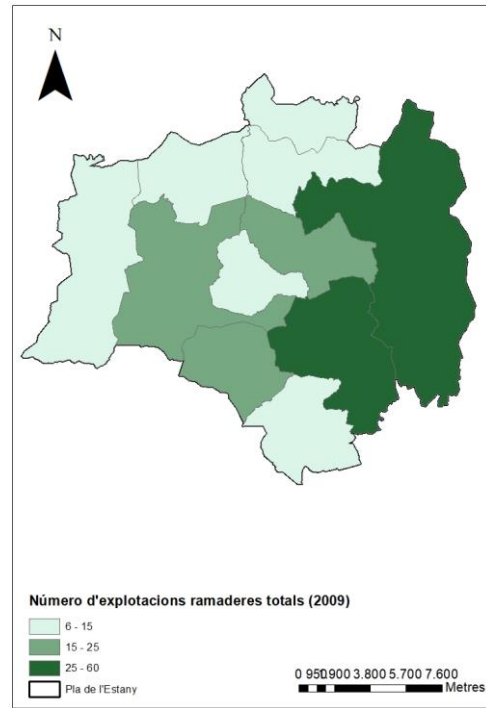 N
Número d'explotacions ramaderes totals (2009)
6 - 15
15 - 25
25 - 60
Pla de l'Estany
0 950 1.900 3.800 5.700 7.600
Metres